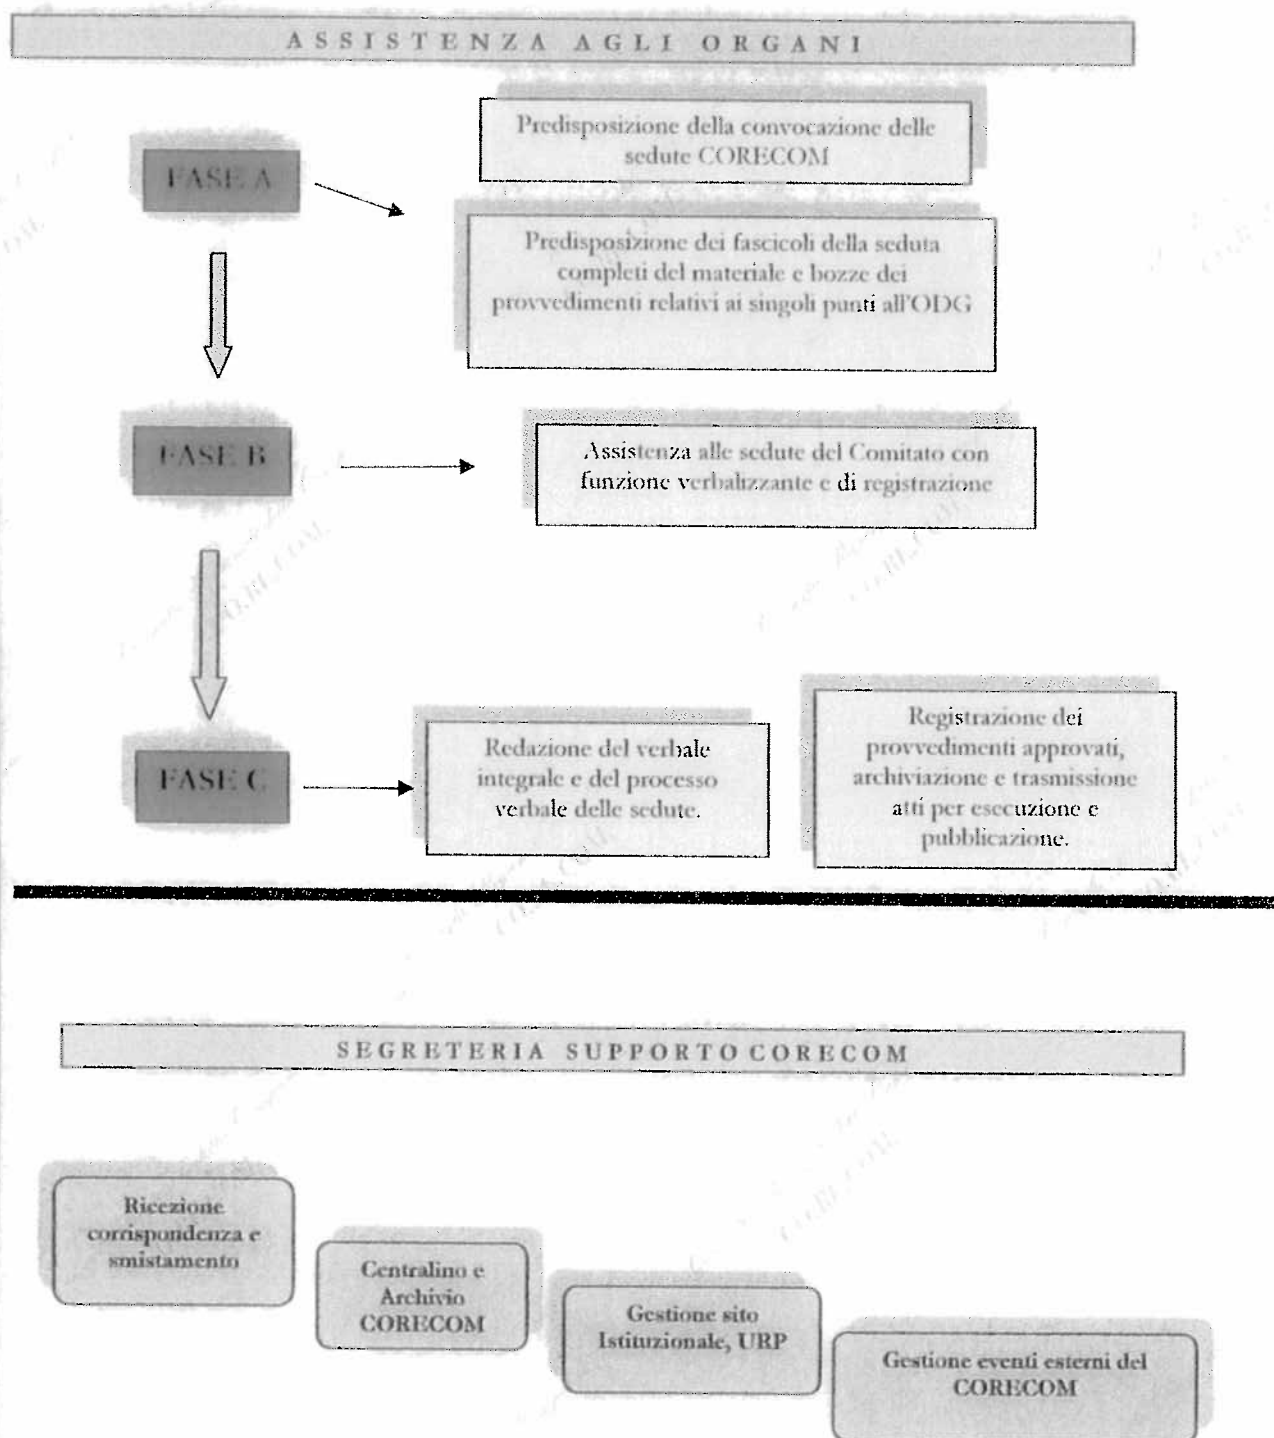 ASSISTENZA AGLI ORGANI
Predisposizione della convocazione delle
sedute CORECOM
FASE A
Predisposizione dei fascicoli della seduta
completi del materiale e bozze dei
provvedimenti relativi ai singoli punti all'ODG
FASE B
Assistenza alle sedute del Comitato con
funzione verbalizzante e di registrazione
FASE C
Redazione del verbale
integrale e del processo
verbale delle sedute.
Registrazione dei
provvedimenti approvati,
archiviazione e trasmissione
atti per esecuzione e
pubblicazione.
SEGRETERIA SUPPORTO CORECOM
Ricezione
corrispondenza e
smistamento
Centralino e
Archivio
CORECOM
Gestione sito
Istituzionale, URP
Gestione eventi esterni del
CORECOM